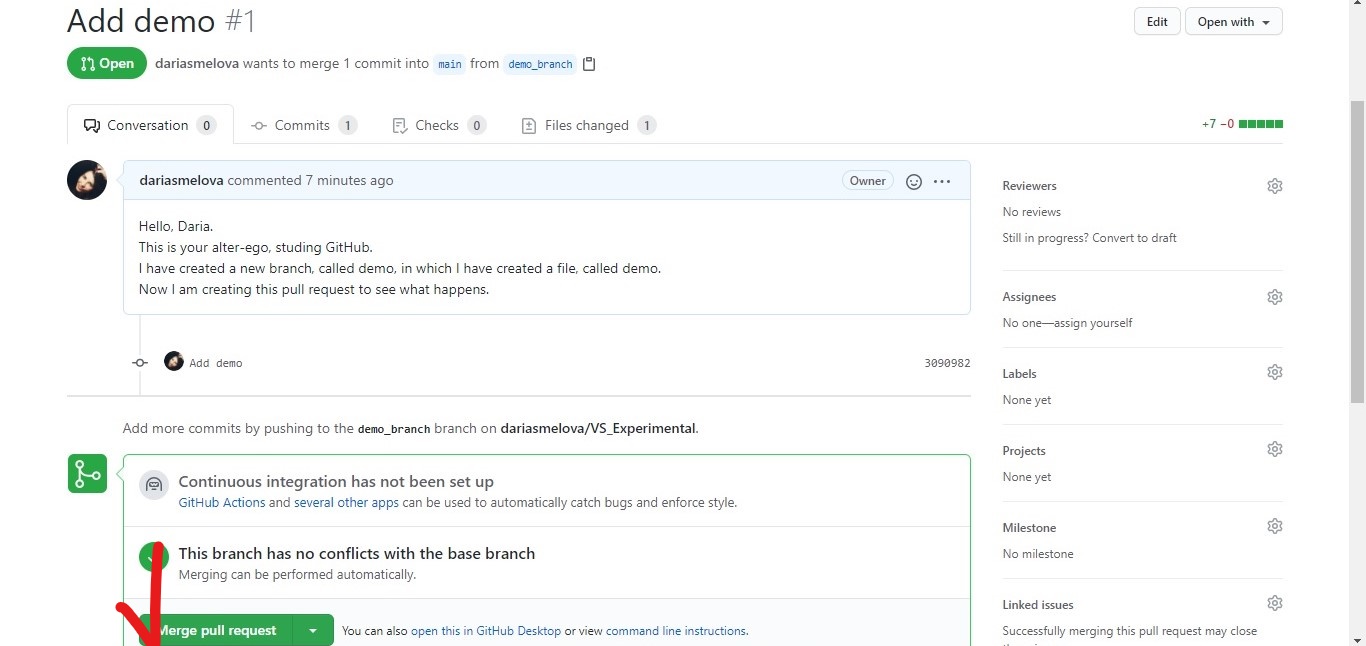 Add demo #1
Edit
Open with
Open
dariasmelova wants to merge 1 commit into main from demo_branch
Conversation 0
Commits 1
Checks 0
Files changed 1
+7 −0
dariasmelova commented 7 minutes ago
Owner
Hello, Daria.
This is your alter-ego, studing GitHub.
I have created a new branch, called demo, in which I have created a file, called demo.
Now I am creating this pull request to see what happens.
Add demo
3090982
Add more commits by pushing to the demo_branch branch on dariasmelova/VS_Experimental.
Continuous integration has not been set up
GitHub Actions and several other apps can be used to automatically catch bugs and enforce style.
This branch has no conflicts with the base branch
Merging can be performed automatically.
Merge pull request
You can also open this in GitHub Desktop or view command line instructions.
Reviewers
No reviews
Still in progress? Convert to draft
Assignees
No one—assign yourself
Labels
None yet
Projects
None yet
Milestone
No milestone
Linked issues
Successfully merging this pull request may close